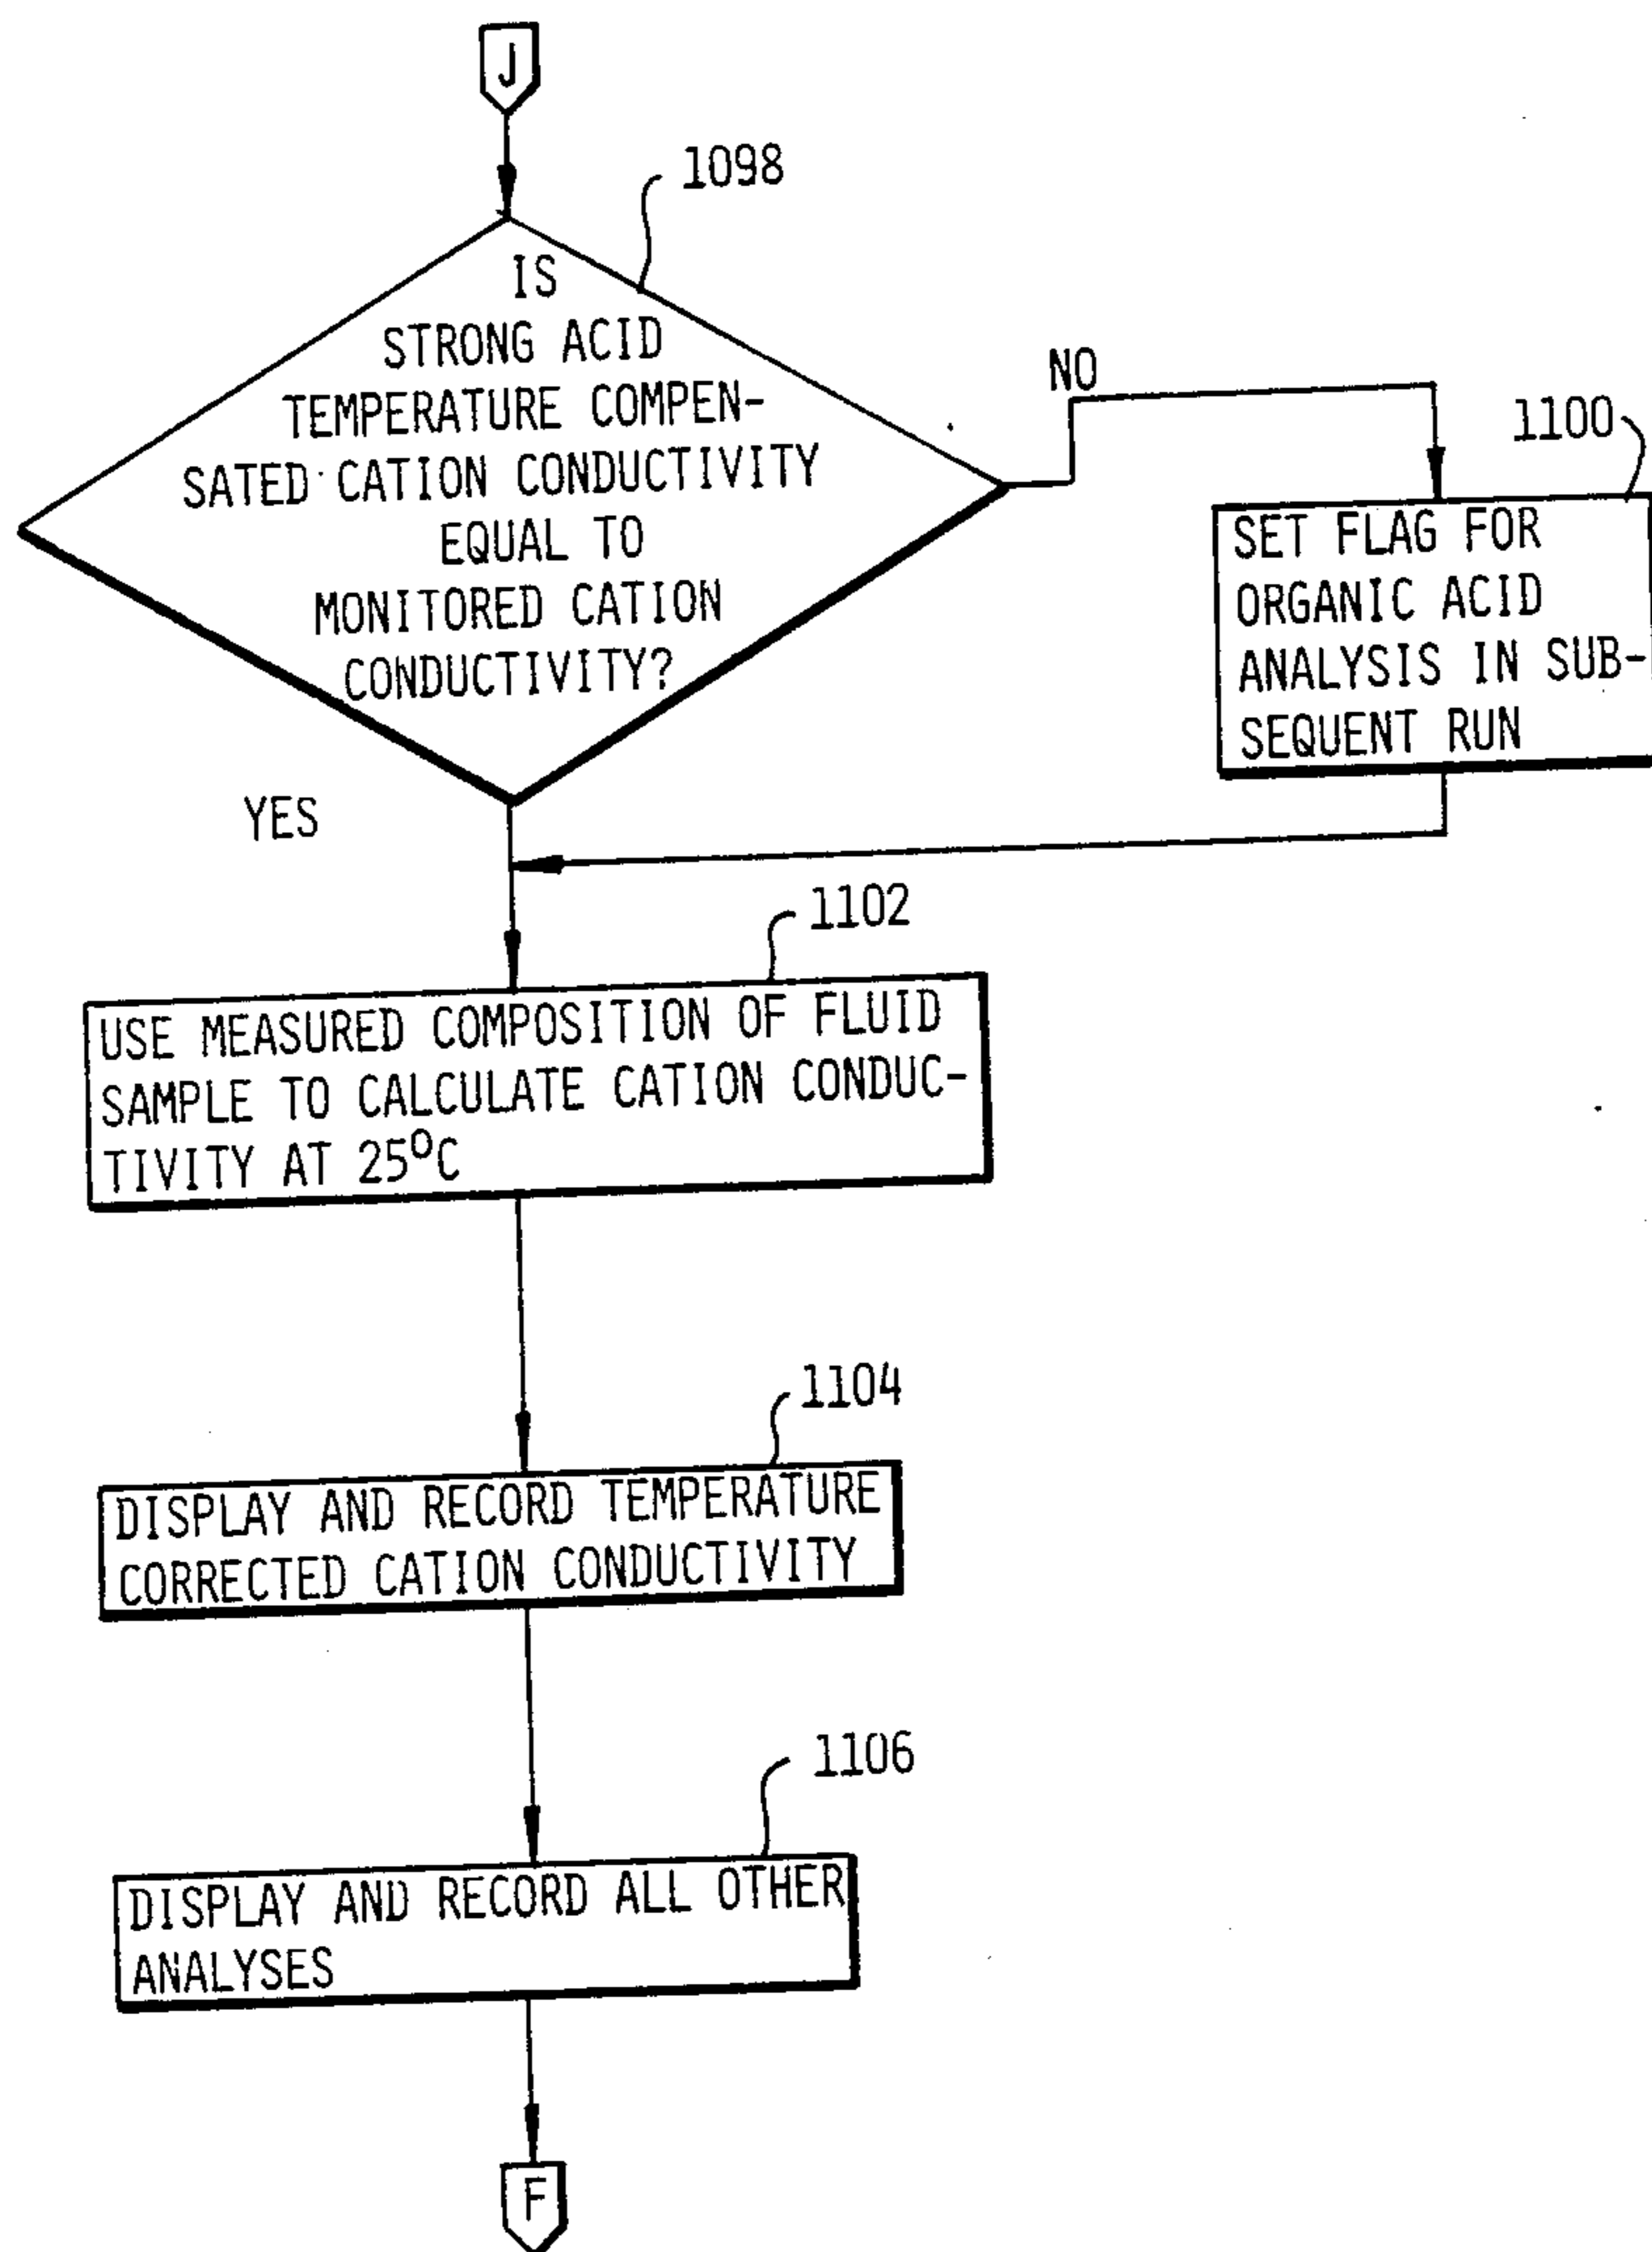 J
1098
IS
STRONG ACID
TEMPERATURE COMPEN-
SATED CATION CONDUCTIVITY
EQUAL TO
MONITORED CATION
CONDUCTIVITY?
NO
1100
SET FLAG FOR
ORGANIC ACID
ANALYSIS IN SUB-
SEQUENT RUN
YES
1102
USE MEASURED COMPOSITION OF FLUID
SAMPLE TO CALCULATE CATION CONDUC-
TIVITY AT 25°C
1104
DISPLAY AND RECORD TEMPERATURE
CORRECTED CATION CONDUCTIVITY
1106
DISPLAY AND RECORD ALL OTHER
ANALYSES
F